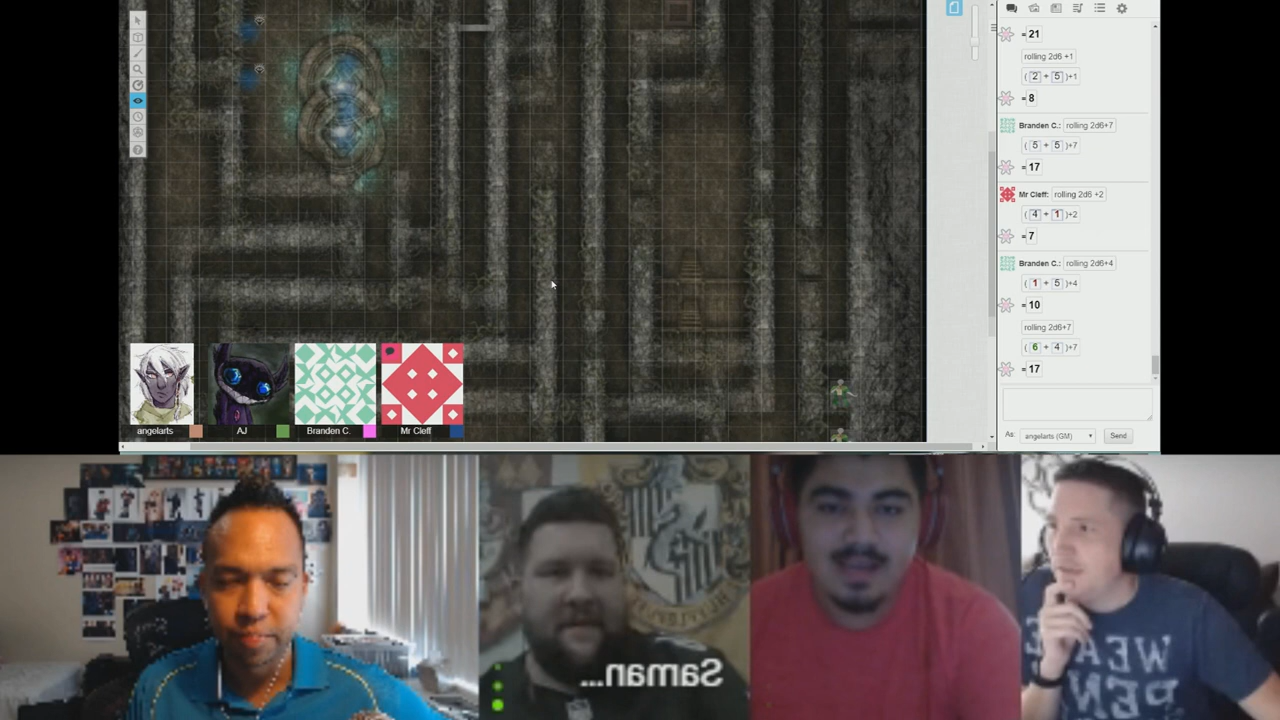 =21
rolling 2d6 +1
(2+5)+1
=8
Branden C.: rolling 2d6+7
(5+5)+7
=17
Mr Cleff: rolling 2d6 +2
(4+1)+2
=7
Branden C.: rolling 2d6+4
(1+5)+4
=10
rolling 2d6+7
(6+4)+7
=17
As: angelarts (GM) Send
angelarts AJ Branden C. Mr Cleff
Saman...
WEAK
PEN